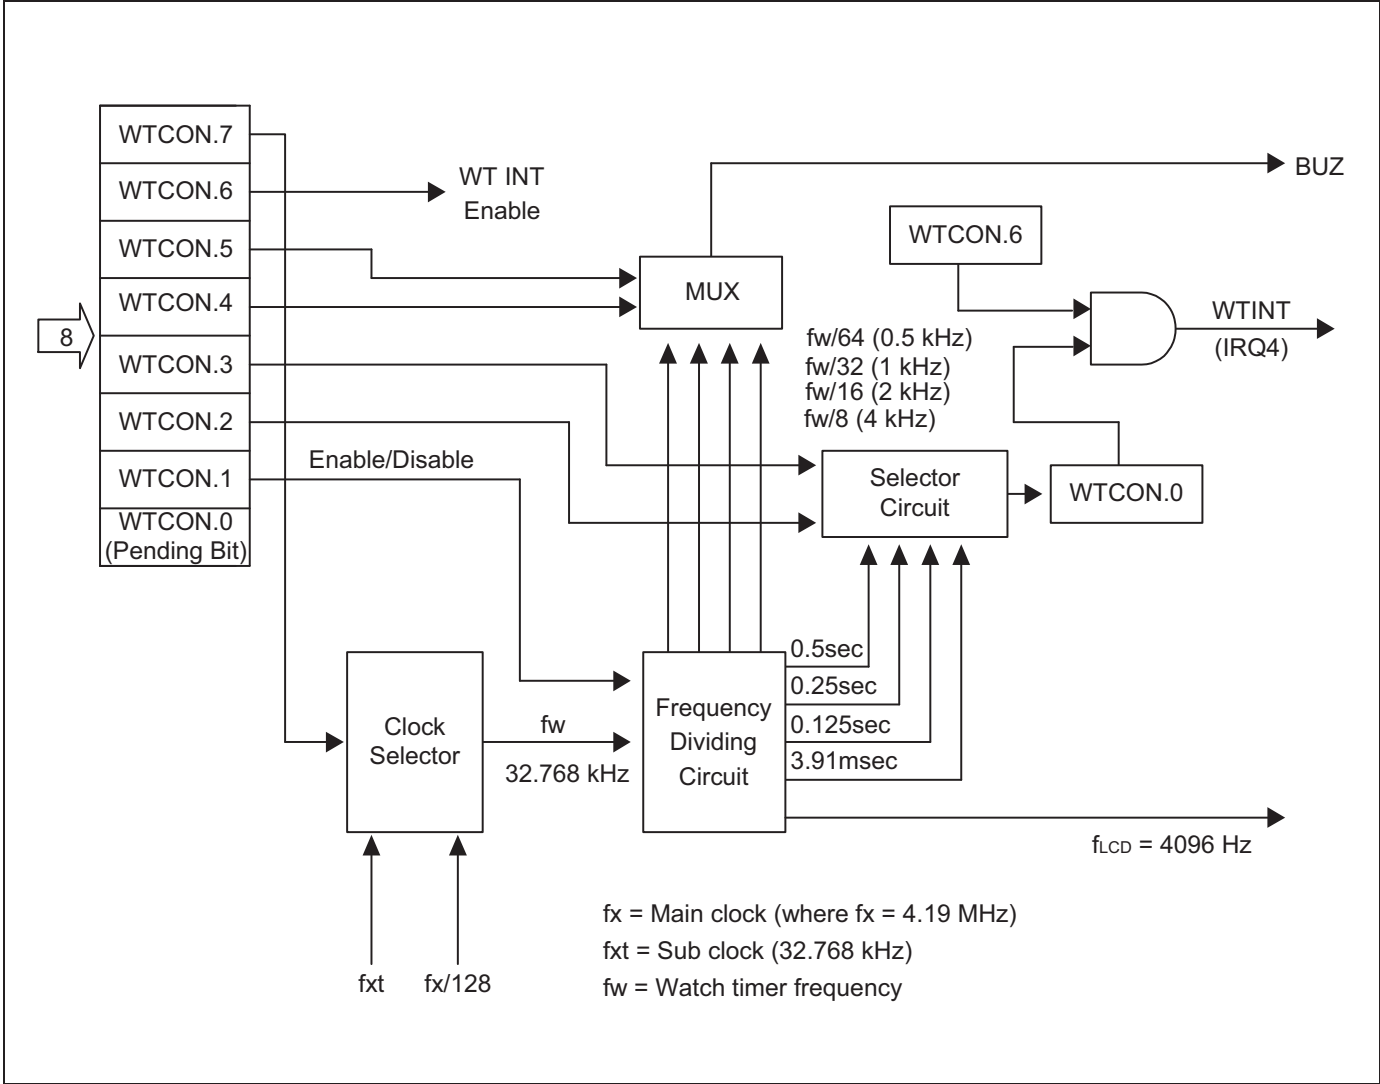 WTCON.7
WTCON.6
WTCON.5
WTCON.4
WTCON.3
WTCON.2
WTCON.1
WTCON.0
(Pending Bit)
8
WT INT
Enable
Enable/Disable
BUZ
MUX
WTCON.6
WTINT
(IRQ4)
fw/64 (0.5 kHz)
fw/32 (1 kHz)
fw/16 (2 kHz)
fw/8 (4 kHz)
Selector
Circuit
WTCON.0
Clock
Selector
fw
32.768 kHz
Frequency
Dividing
Circuit
0.5sec
0.25sec
0.125sec
3.91msec
fLCD = 4096 Hz
fxt
fx/128
fx = Main clock (where fx = 4.19 MHz)
fxt = Sub clock (32.768 kHz)
fw = Watch timer frequency